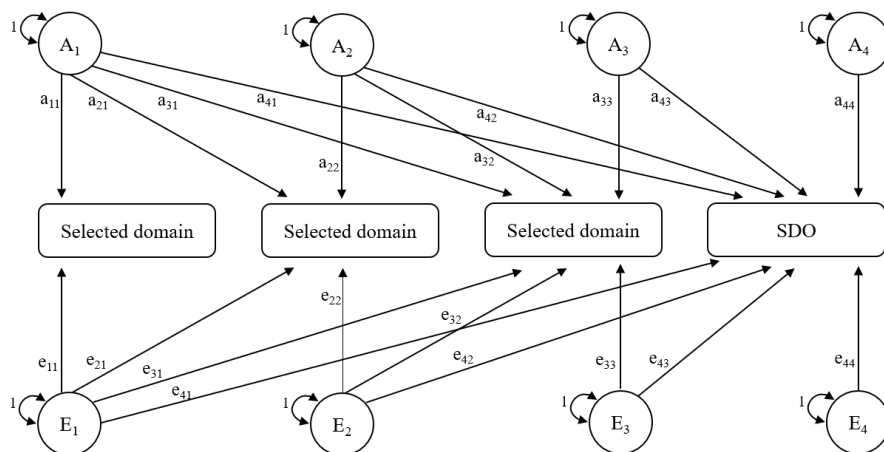 1 A₁ 1 A₂ 1 A₃ 1 A₄
a₁₁ a₂₁ a₃₁ a₄₁ a₄₂ a₃₃ a₄₃ a₄₄
a₂₂ a₃₂
Selected domain Selected domain Selected domain SDO
e₂₂ e₃₂
e₁₁ e₂₁ e₃₁ e₄₁ e₄₂ e₃₃ e₄₃ e₄₄
1 E₁ 1 E₂ 1 E₃ 1 E₄